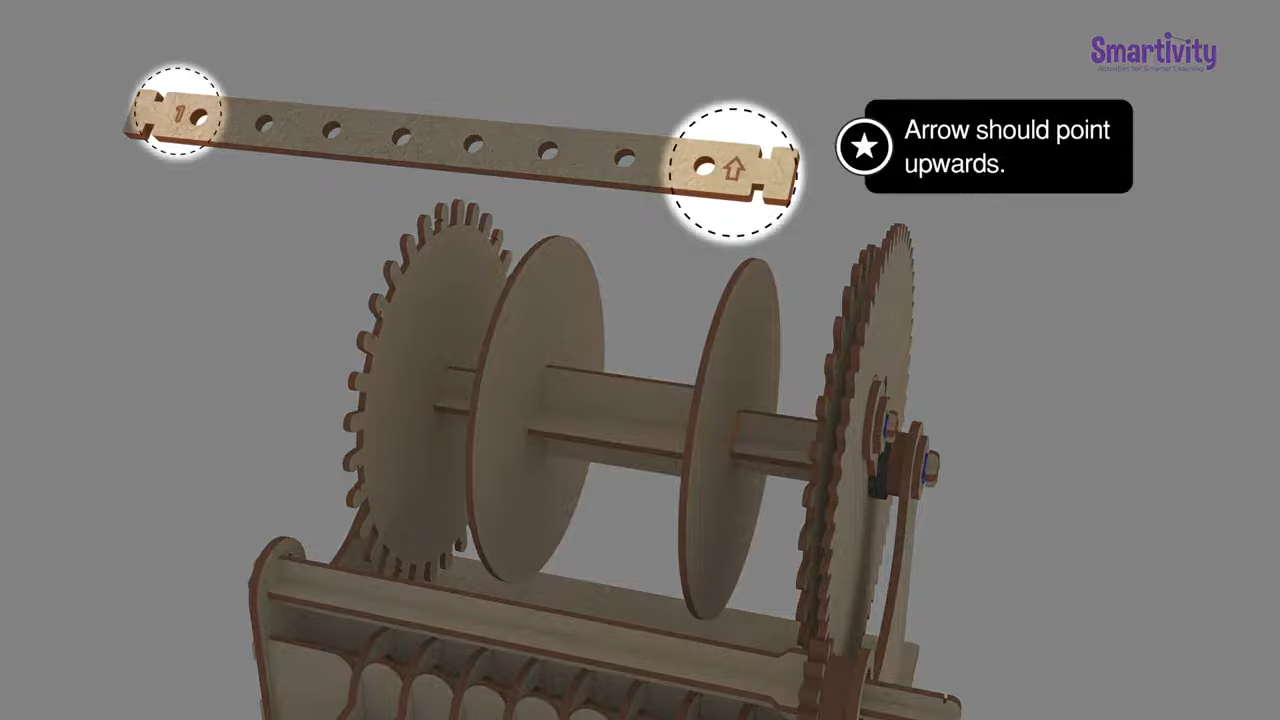 Smartivity
Activities for Smarter Learning
1
Arrow should point
upwards.